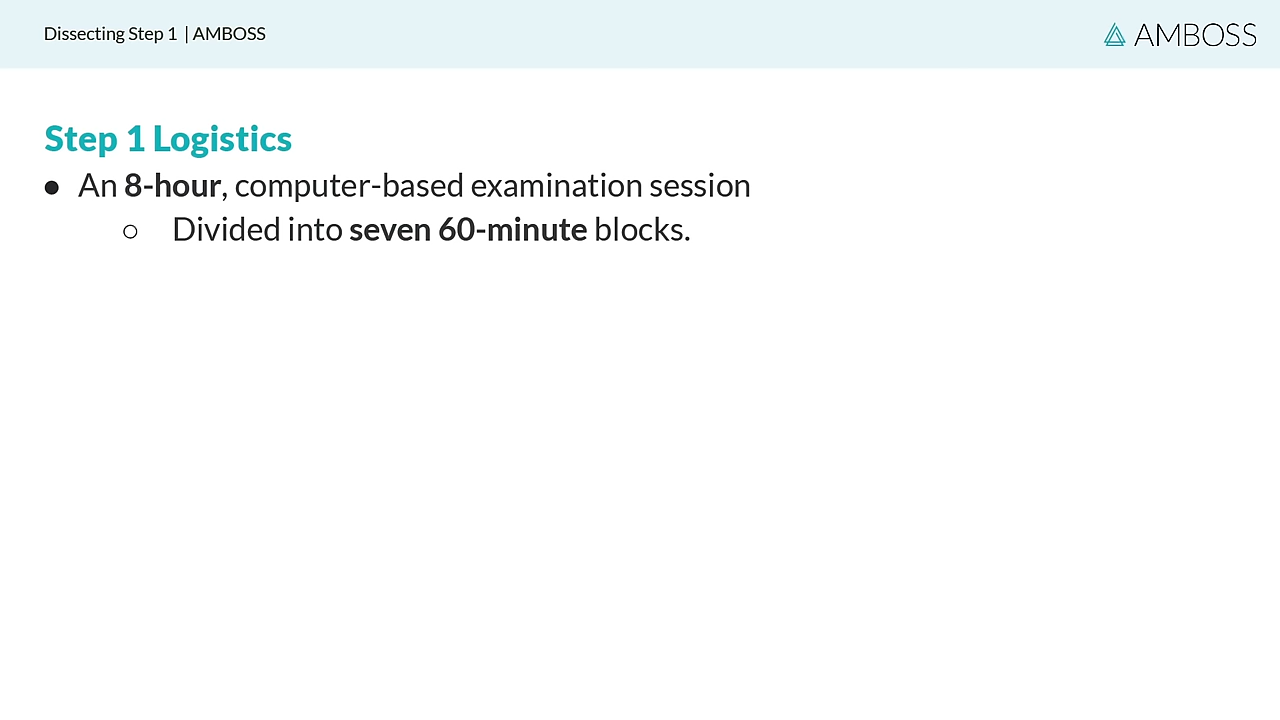 Dissecting Step 1 | AMBOSS
AMBOSS
Step 1 Logistics
● An 8-hour, computer-based examination session
○ Divided into seven 60-minute blocks.